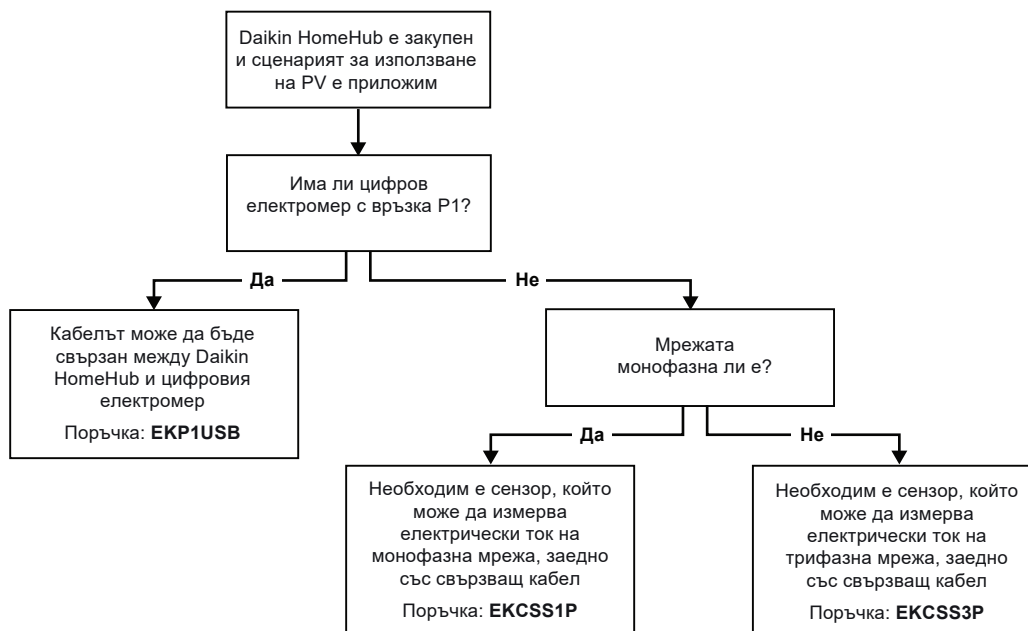 Daikin HomeHub е закупен
и сценарият за използване
на PV е приложим
Има ли цифров
електромер с връзка P1?
Да
Не
Кабелът може да бъде
свързан между Daikin
HomeHub и цифровия
електромер
Поръчка: EKP1USB
Мрежата
монофазна ли е?
Да
Не
Необходим е сензор, който
може да измерва
електрически ток на
монофазна мрежа, заедно
със свързващ кабел
Поръчка: EKCSS1P
Необходим е сензор, който
може да измерва
електрически ток на
трифазна мрежа, заедно
със свързващ кабел
Поръчка: EKCSS3P